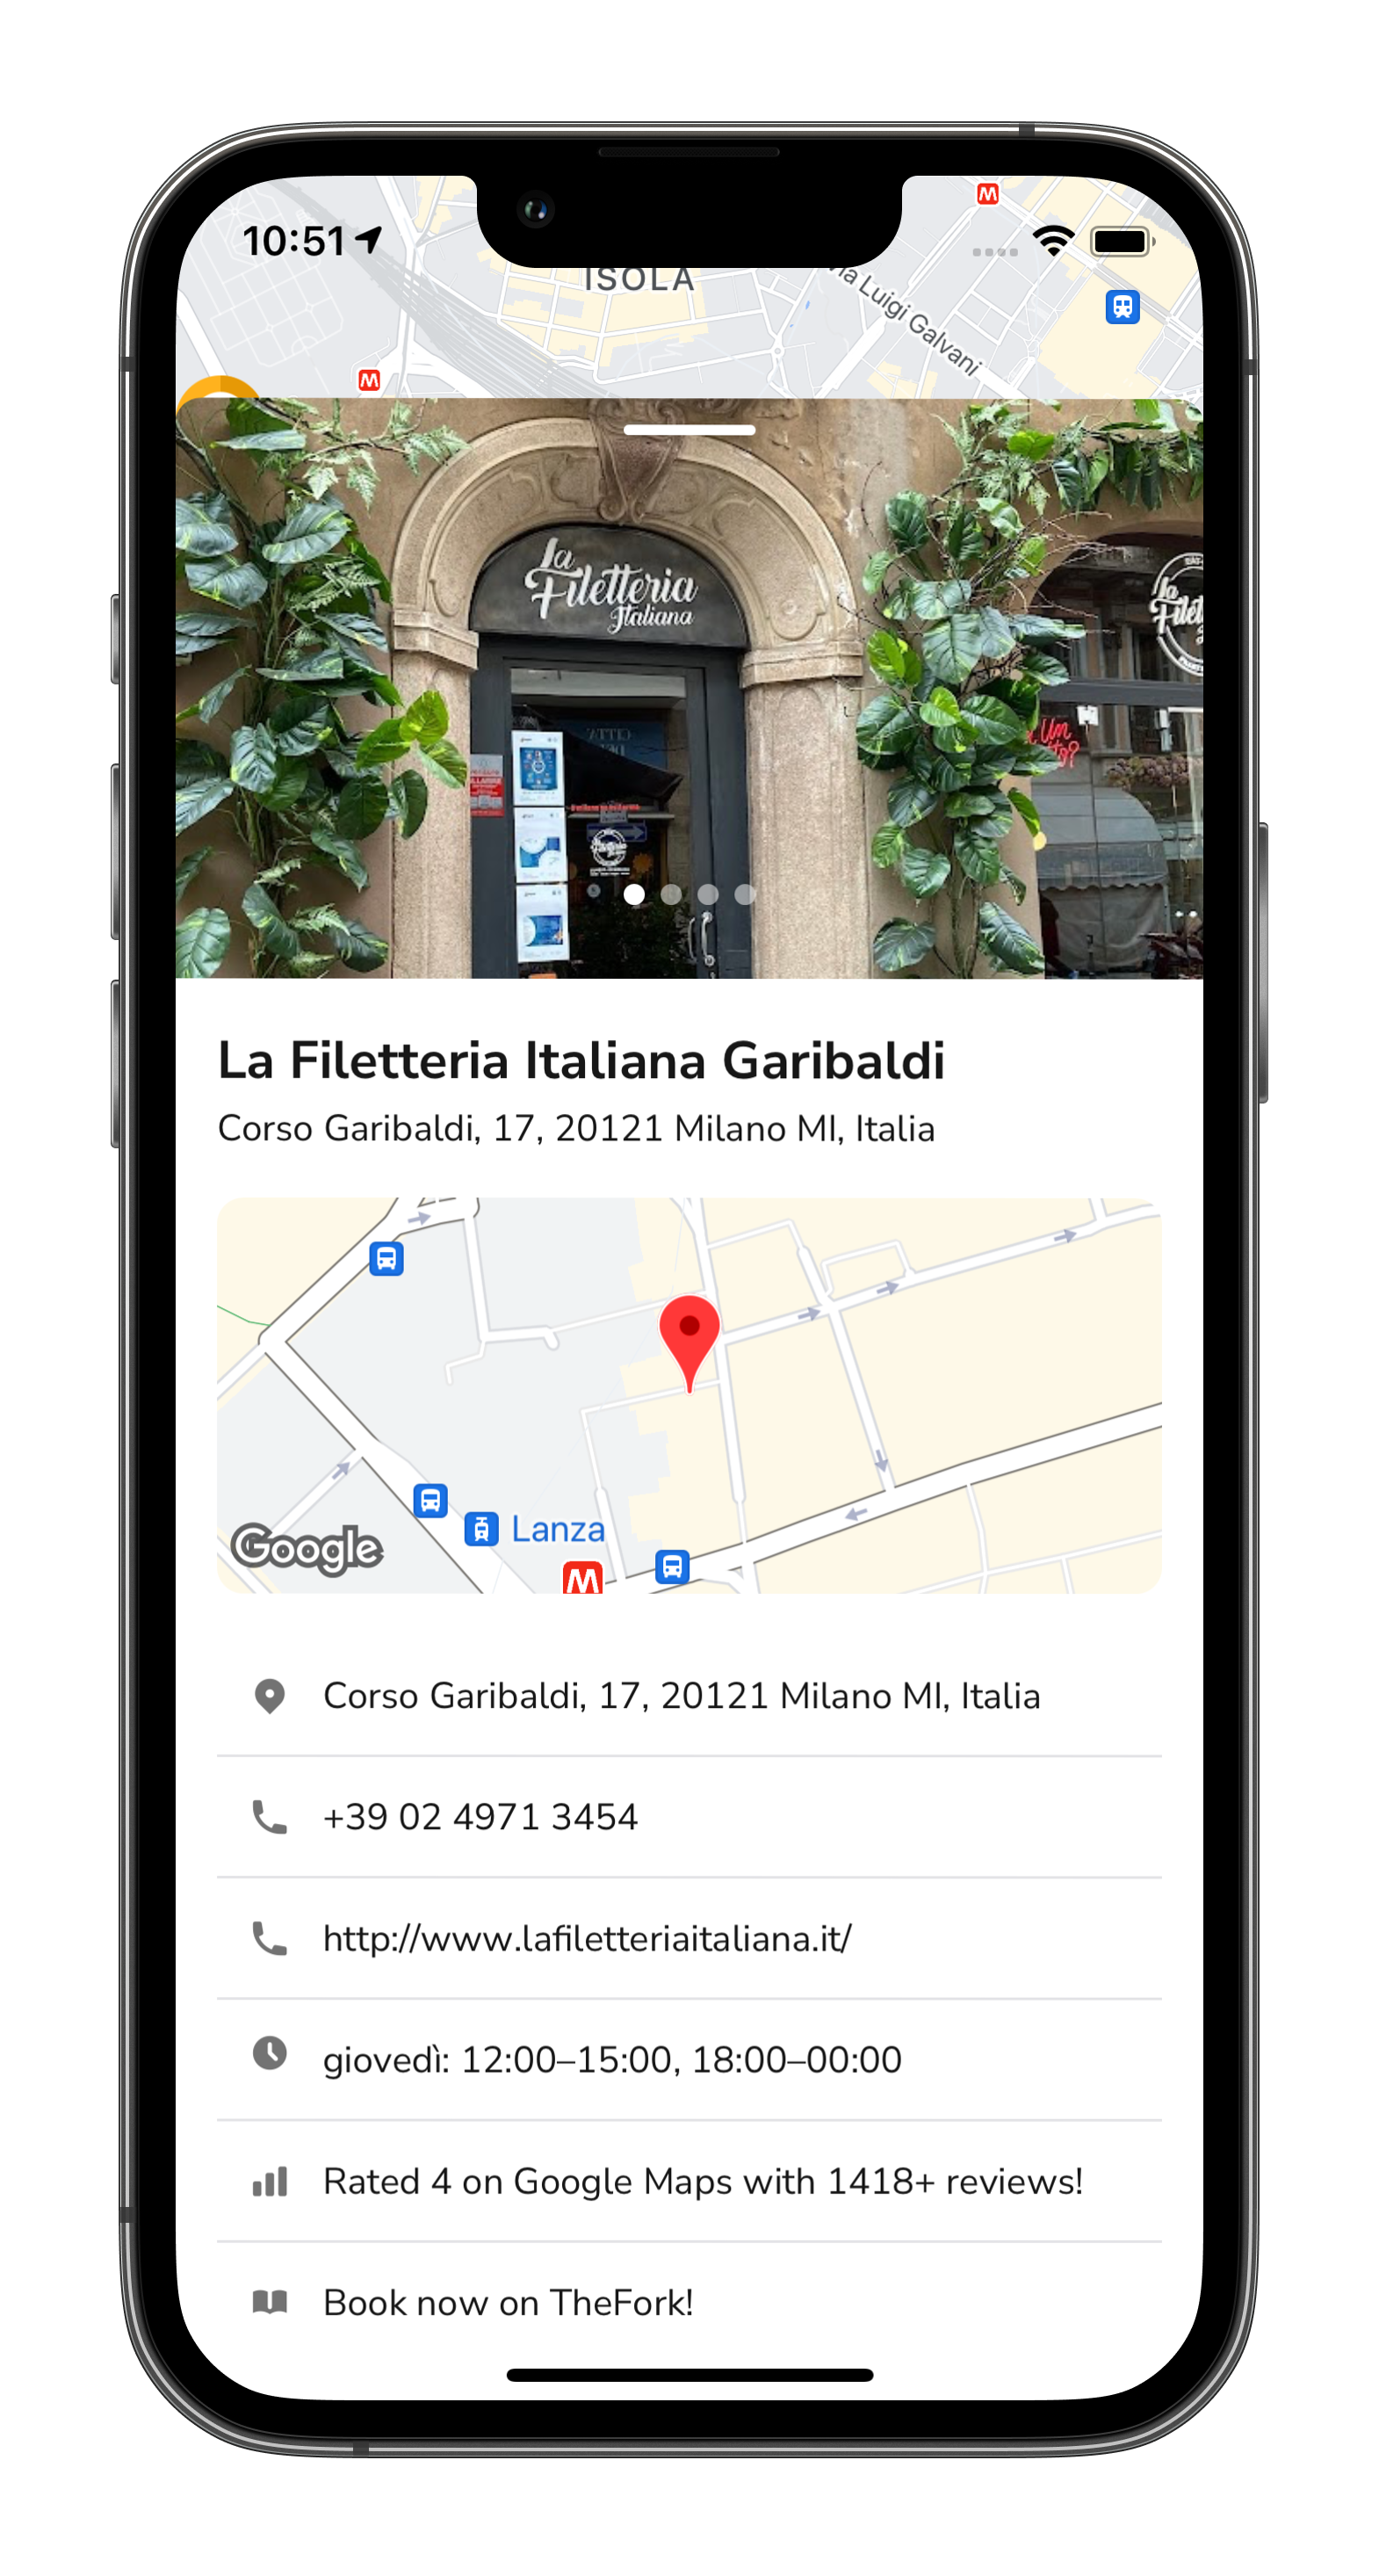 10:51
M
ISOLA
Via Luigi Galvani
M
La
Filetteria
Italiana
La
Un
La Filetteria Italiana Garibaldi
Corso Garibaldi, 17, 20121 Milano MI, Italia
Lanza
Google
M
Corso Garibaldi, 17, 20121 Milano MI, Italia
+39 02 4971 3454
http://www.lafiletteriaitaliana.it/
giovedì: 12:00–15:00, 18:00–00:00
Rated 4 on Google Maps with 1418+ reviews!
Book now on TheFork!